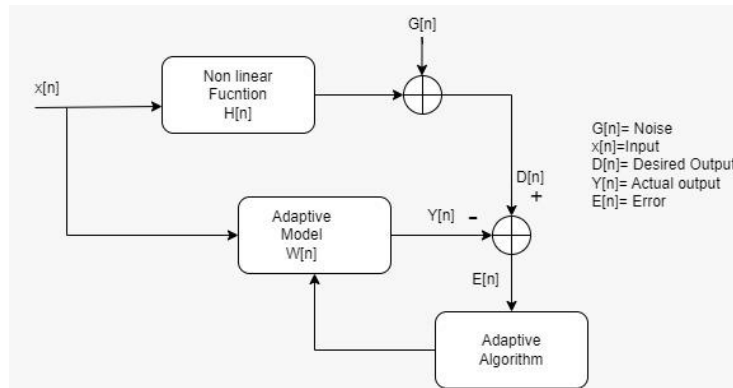 G[n]
x[n]
Non linear
Fucntion
H[n]
G[n]= Noise
x[n]=Input
D[n]= Desired Output
Y[n]= Actual output
E[n]= Error
D[n]
+
Adaptive
Model
W[n]
Y[n]
-
E[n]
Adaptive
Algorithm